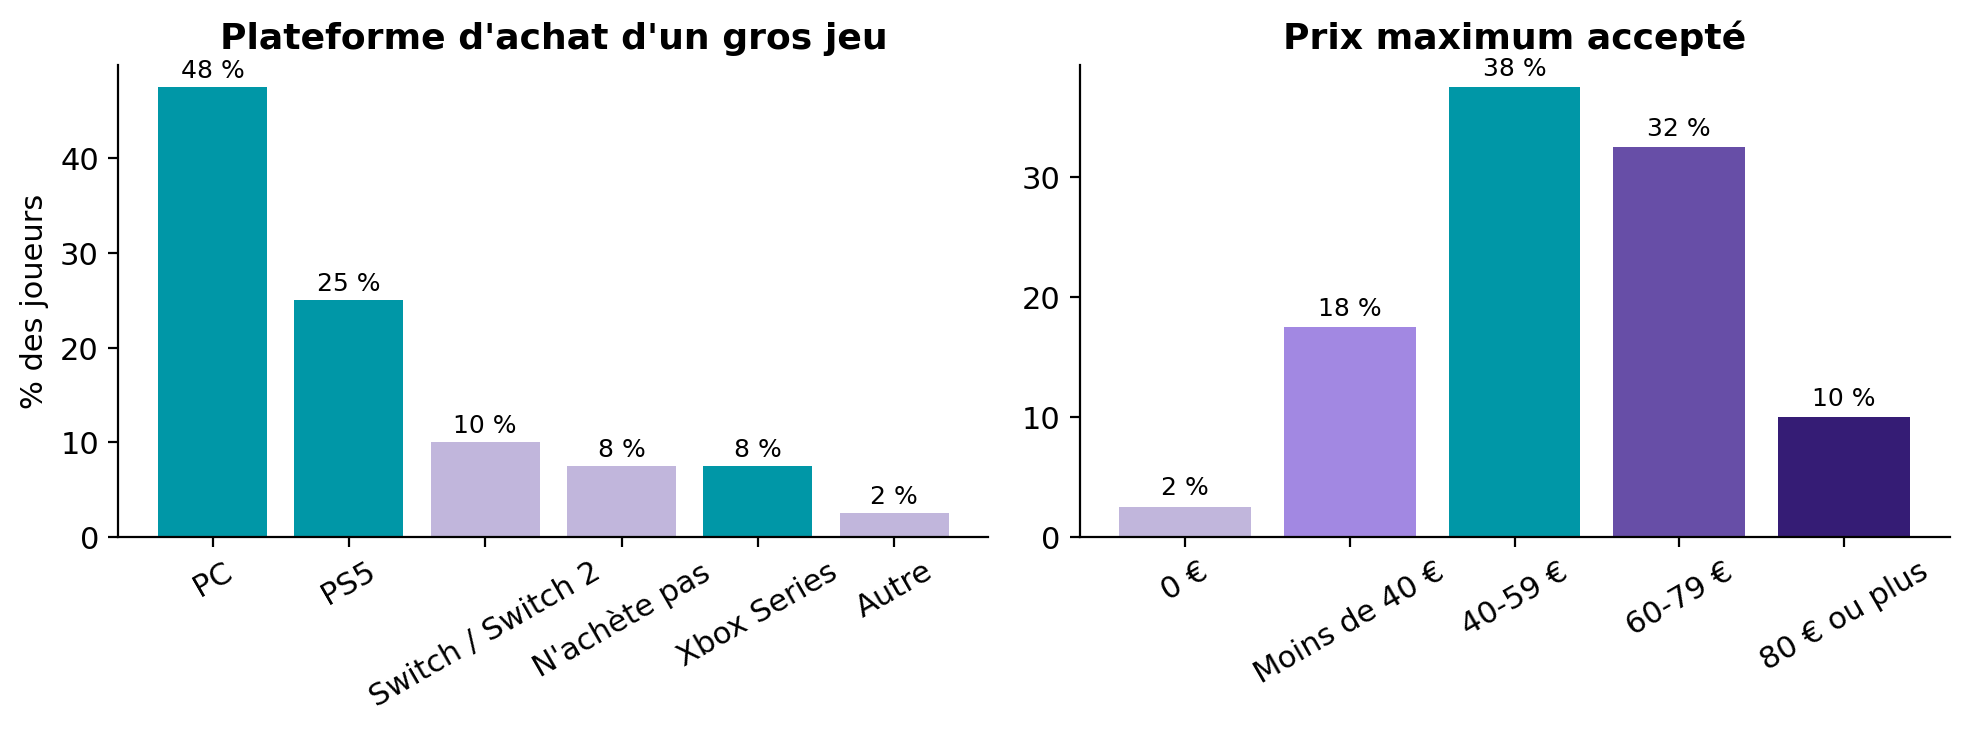 Plateforme d'achat d'un gros jeu
% des joueurs
40
30
20
10
0
48 %
25 %
10 %
8 %
8 %
2 %
PC
PS5
Switch / Switch 2
N'achète pas
Xbox Series
Autre
Prix maximum accepté
30
20
10
0
2 %
18 %
38 %
32 %
10 %
0 €
Moins de 40 €
40-59 €
60-79 €
80 € ou plus